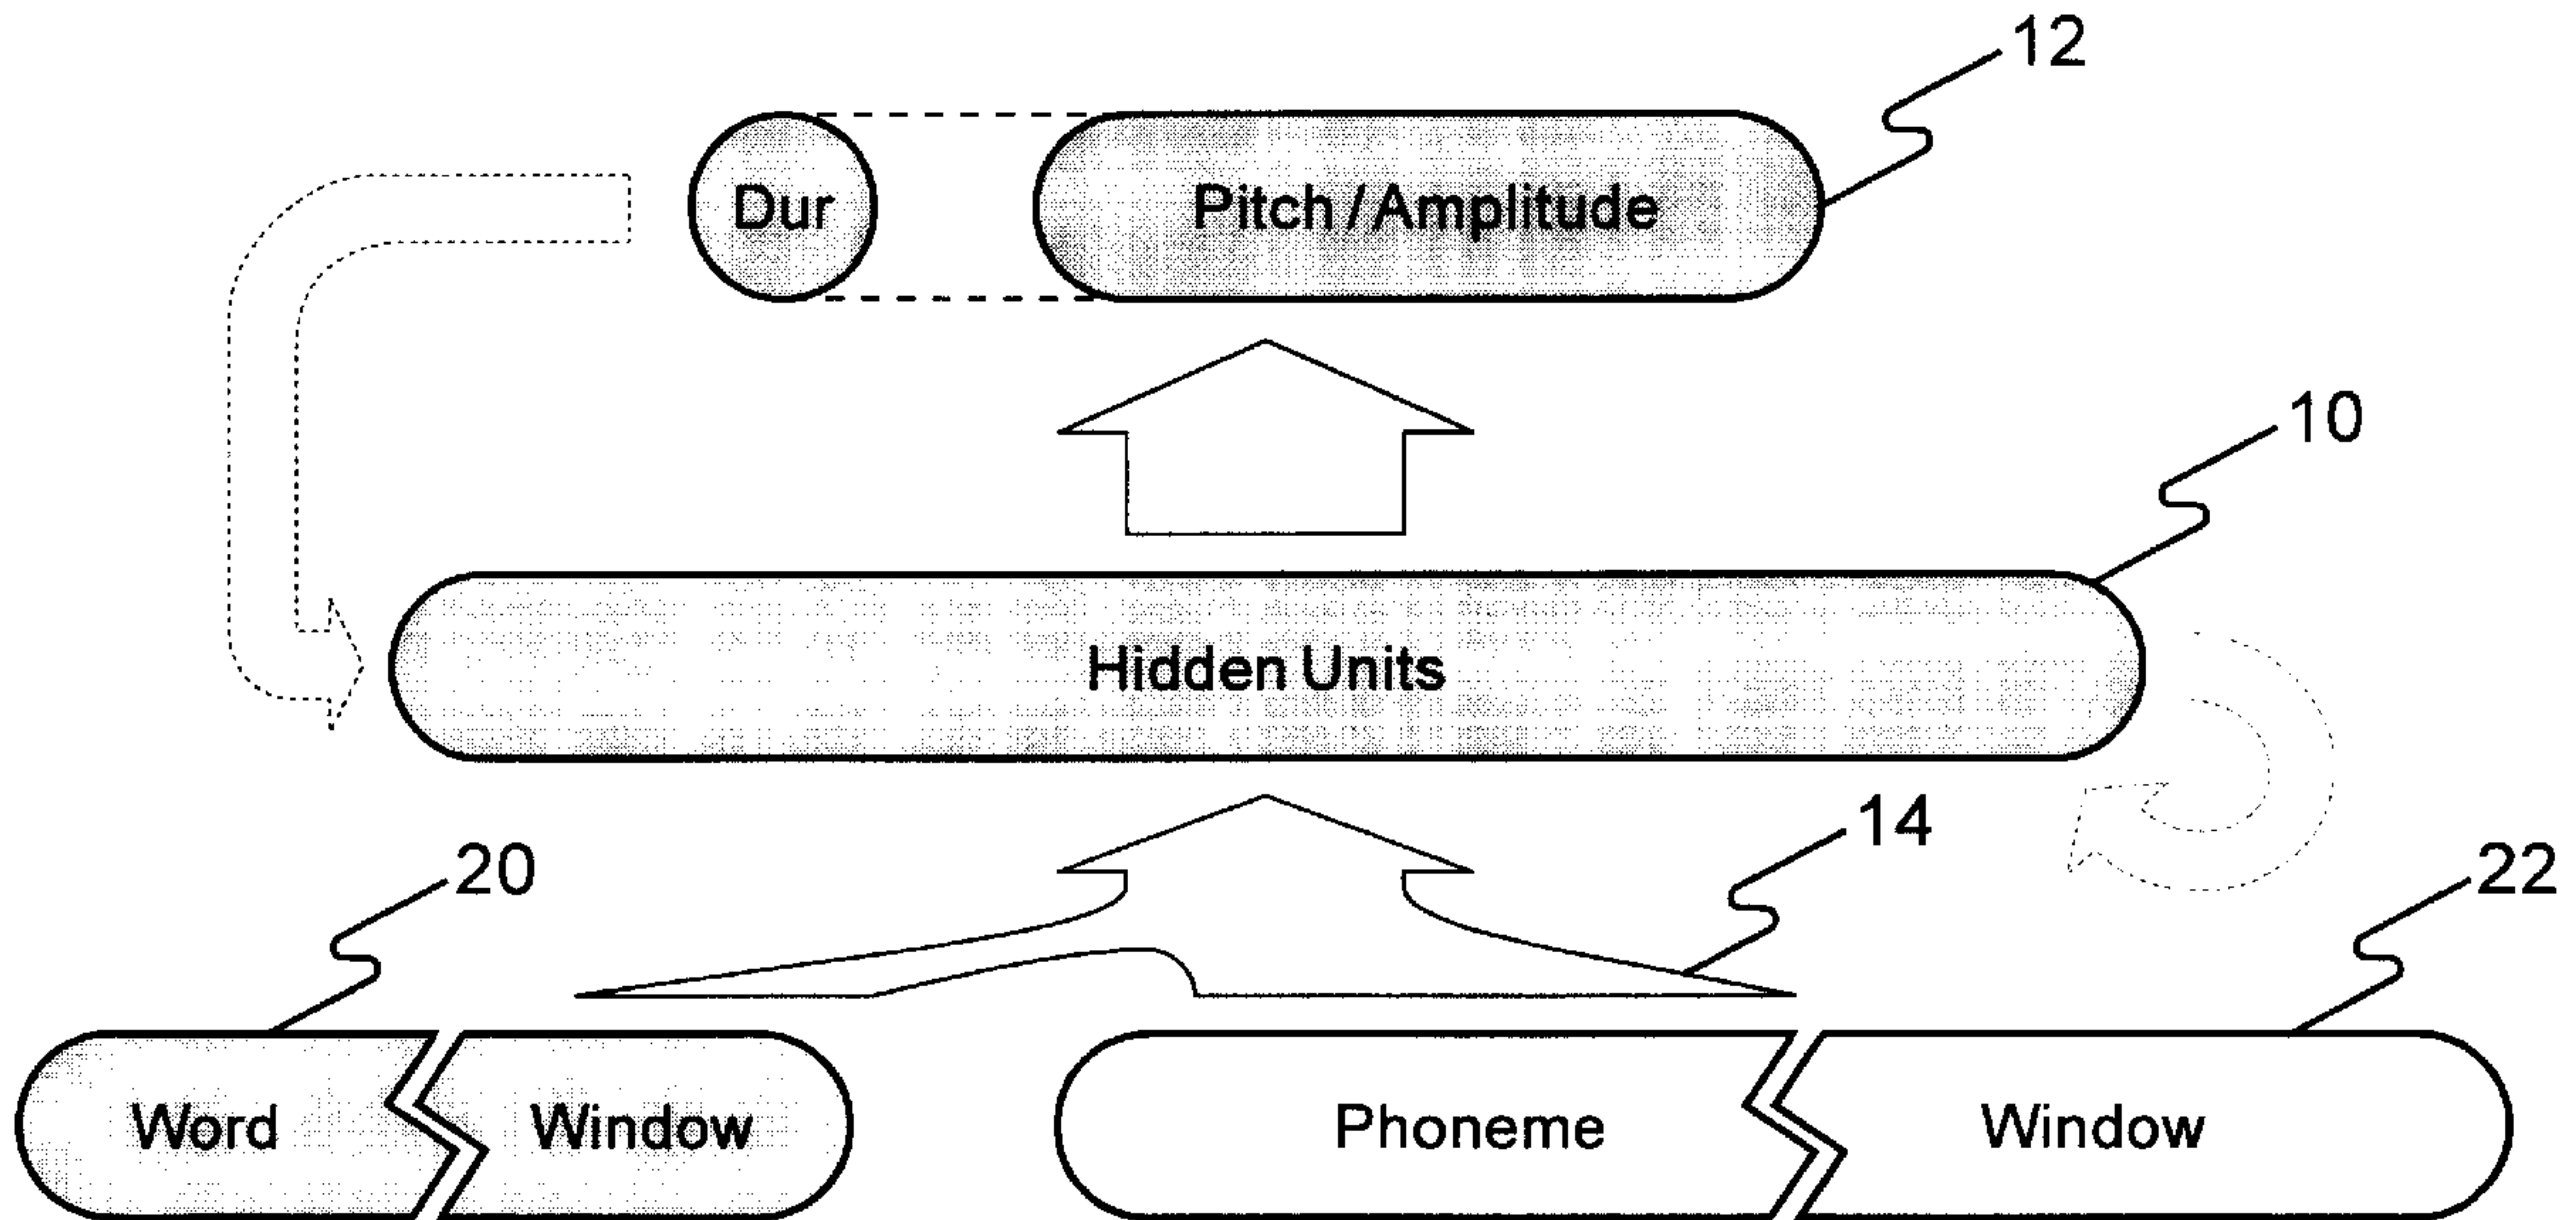 12
Dur Pitch / Amplitude
10
Hidden Units
14
20
22
Word Window Phoneme Window